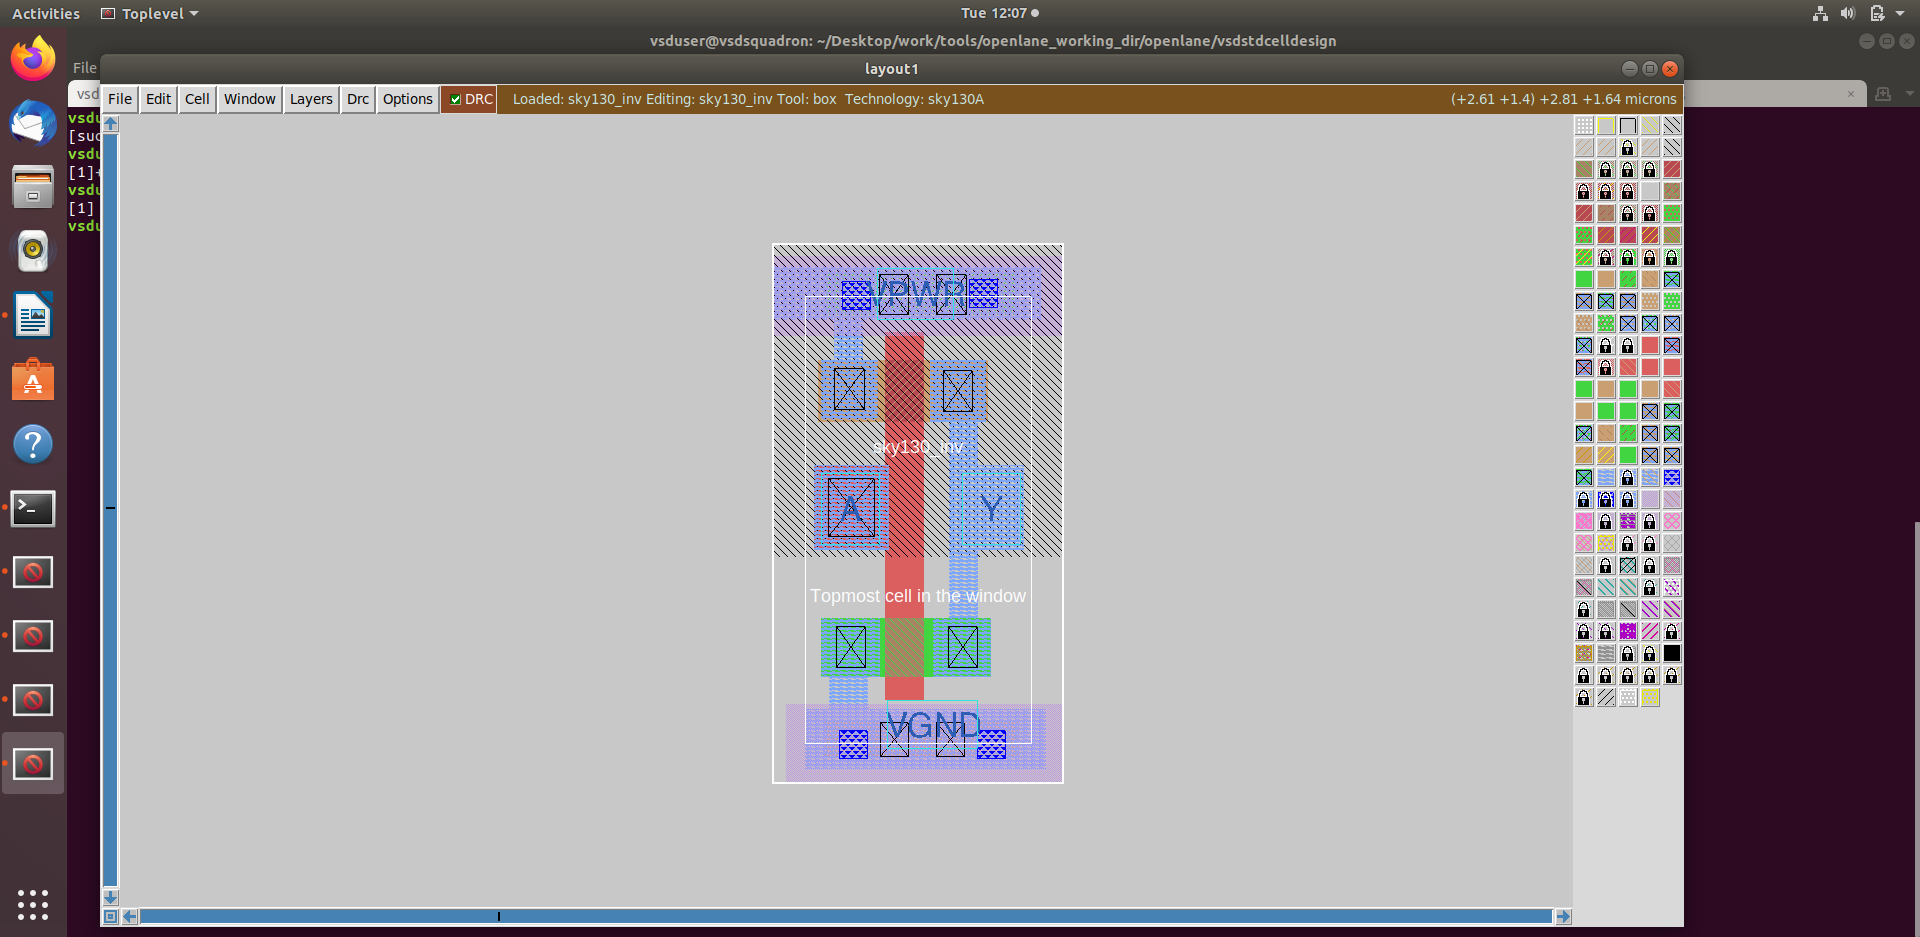 Activities Toplevel Tue 12:07
vsduser@vsdsquadron: ~/Desktop/work/tools/openlane_working_dir/openlane/vsdstdcelldesign
File
layout1
vsd
File Edit Cell Window Layers Drc Options DRC Loaded: sky130_inv Editing: sky130_inv Tool: box Technology: sky130A (+2.61 +1.4) +2.81 +1.64 microns
vsdu
[sud
vsdu
[1]+
vsdu
[1]
vsdu
VPWR
sky130_inv
A Y
Topmost cell in the window
VGND